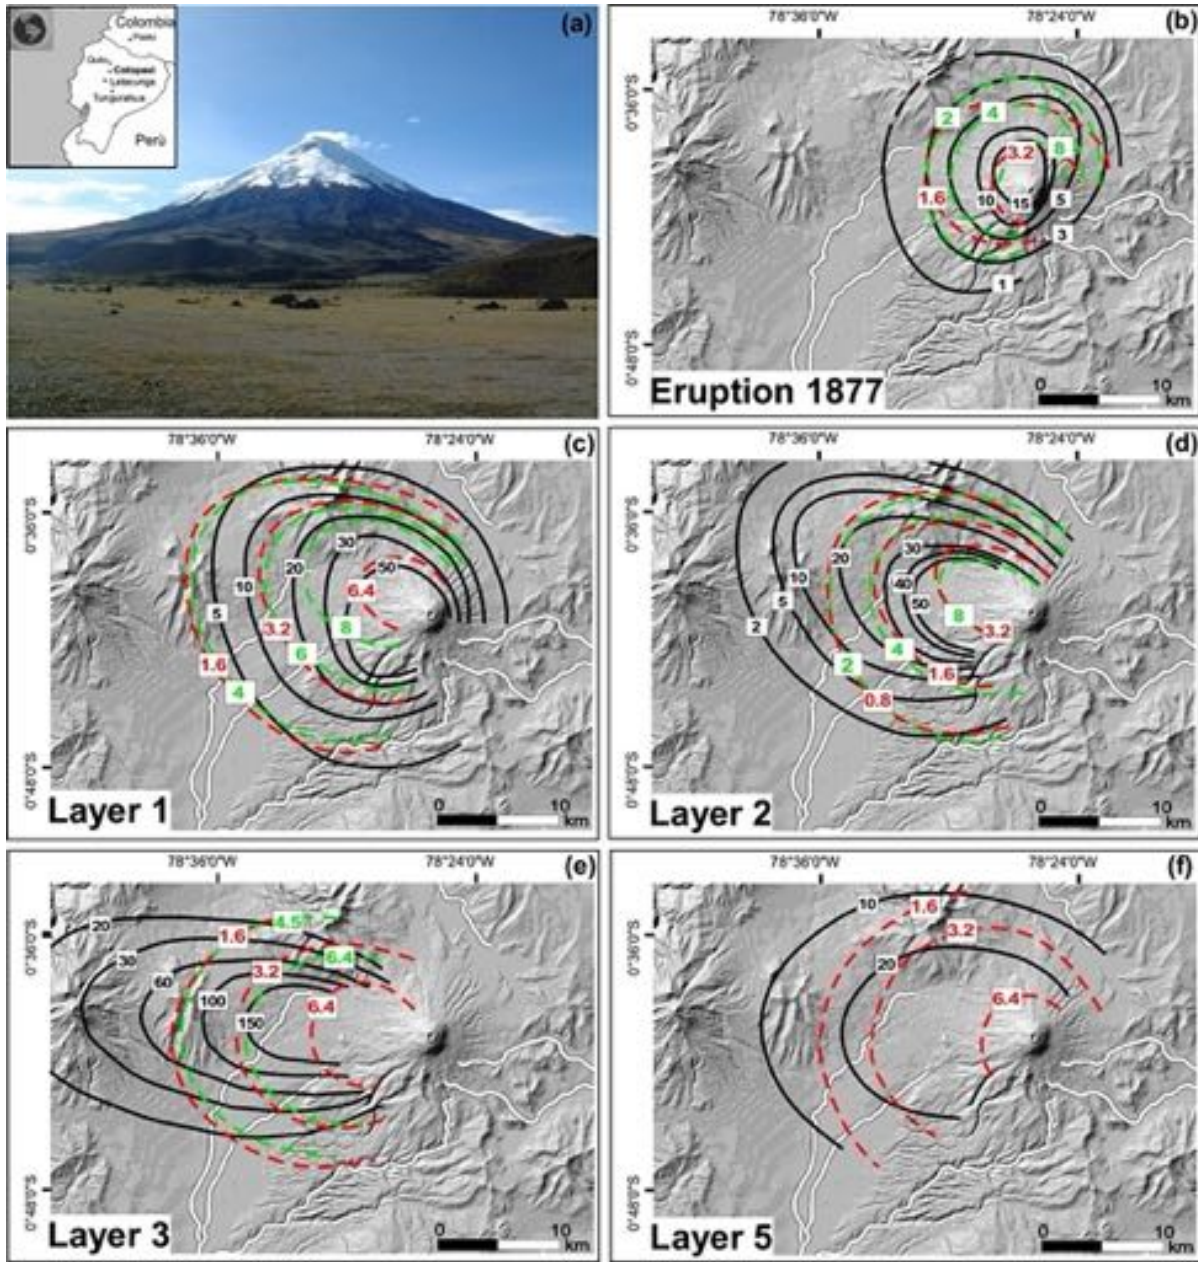 (a)
Colombia
Pasto
Quito
Cotopaxi
Latacunga
Tungurahua
Perù
(b)
78°36'0"W
78°24'0"W
0°36'0"S
0°48'0"S
2
4
8
3.2
1.6
10
15
5
3
1
Eruption 1877
0
10
km
(c)
78°36'0"W
78°24'0"W
0°36'0"S
0°48'0"S
30
50
20
10
6.4
5
8
3.2
6
1.6
4
Layer 1
0
10
km
(d)
78°36'0"W
78°24'0"W
0°36'0"S
0°48'0"S
30
20
40
10
50
5
8
2
3.2
4
2
1.6
0.8
Layer 2
0
10
km
(e)
78°36'0"W
78°24'0"W
0°36'0"S
0°48'0"S
20
4.5
1.6
30
6.4
3.2
60
100
6.4
150
Layer 3
0
10
km
(f)
78°36'0"W
78°24'0"W
0°36'0"S
0°48'0"S
10
1.6
3.2
20
6.4
Layer 5
0
10
km